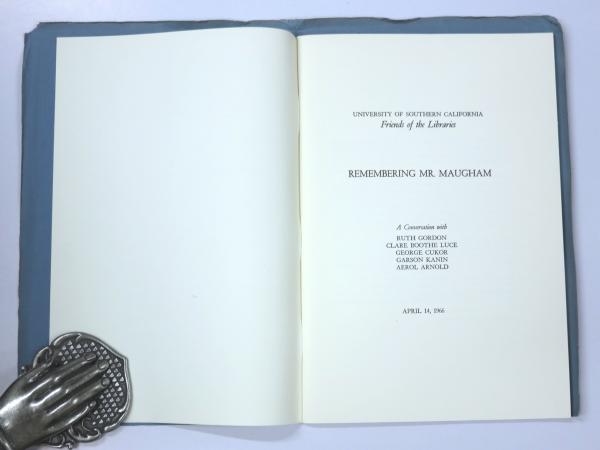 UNIVERSITY OF SOUTHERN CALIFORNIA
Friends of the Libraries
REMEMBERING MR. MAUGHAM
A Conversation with
RUTH GORDON
CLARE BOOTHE LUCE
GEORGE CUKOR
GARSON KANIN
AEROL ARNOLD
APRIL 14, 1966